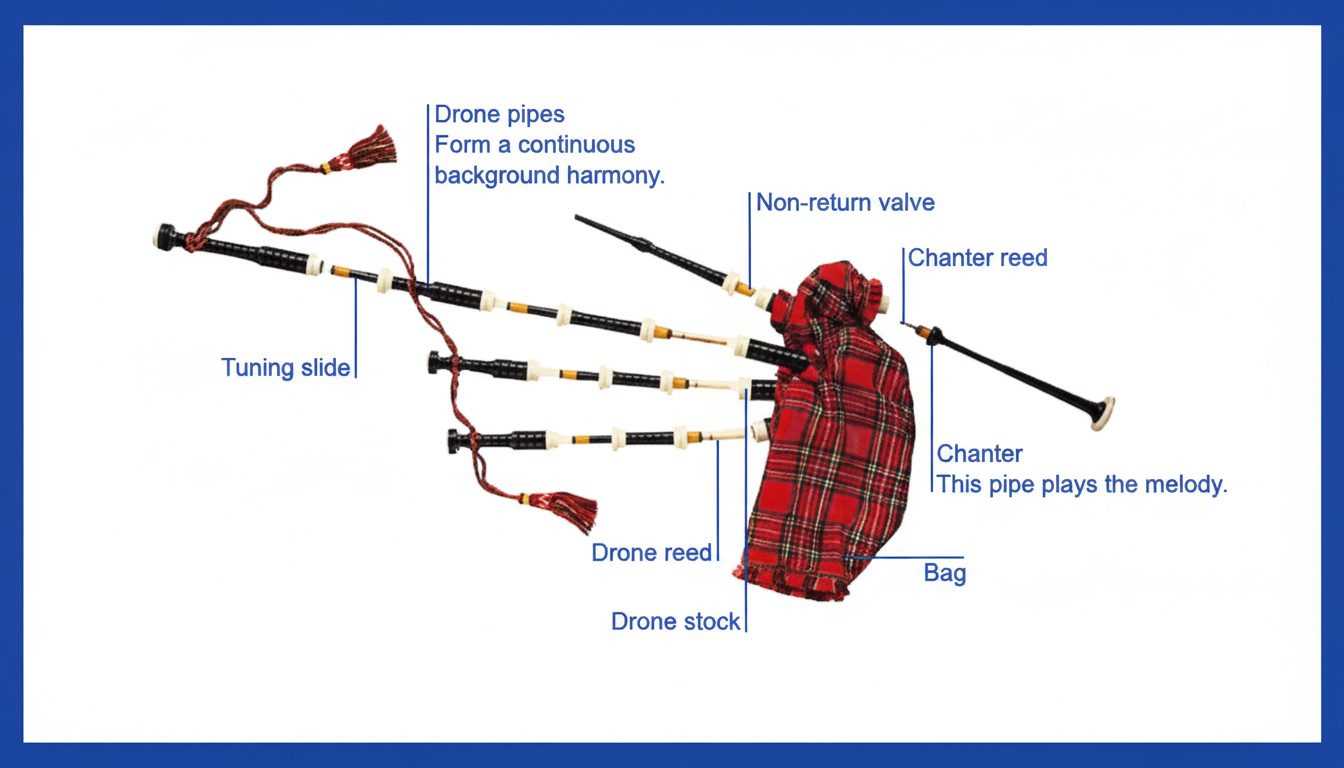 Drone pipes
Form a continuous
background harmony.
Non-return valve
Chanter reed
Tuning slide
Chanter
This pipe plays the melody.
Drone reed
Bag
Drone stock